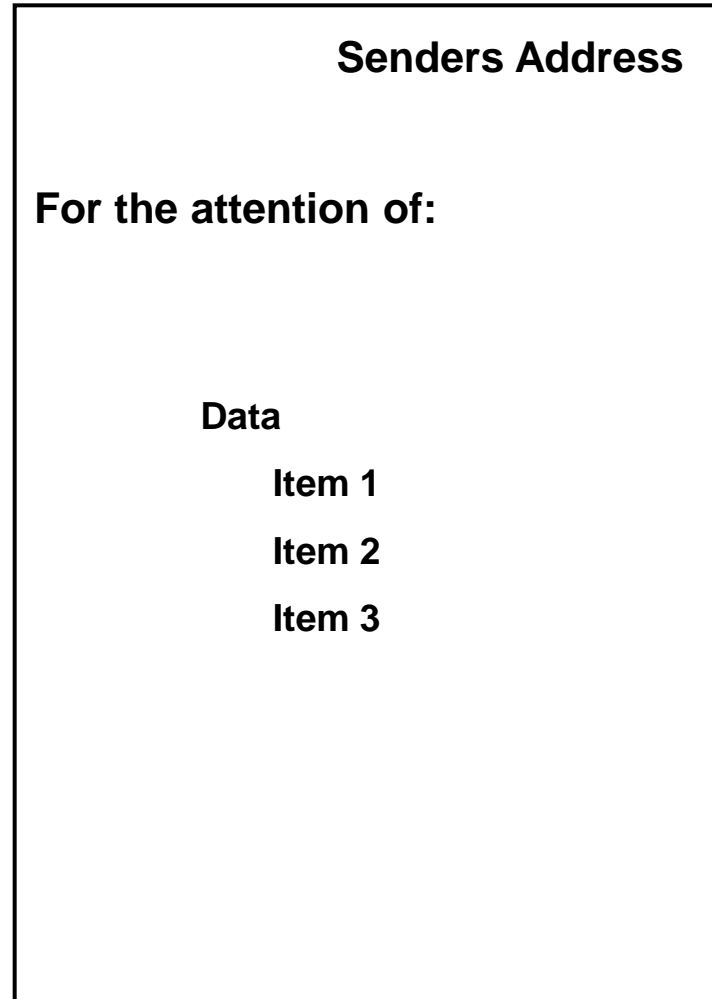 Senders Address
For the attention of:
Data
Item 1
Item 2
Item 3